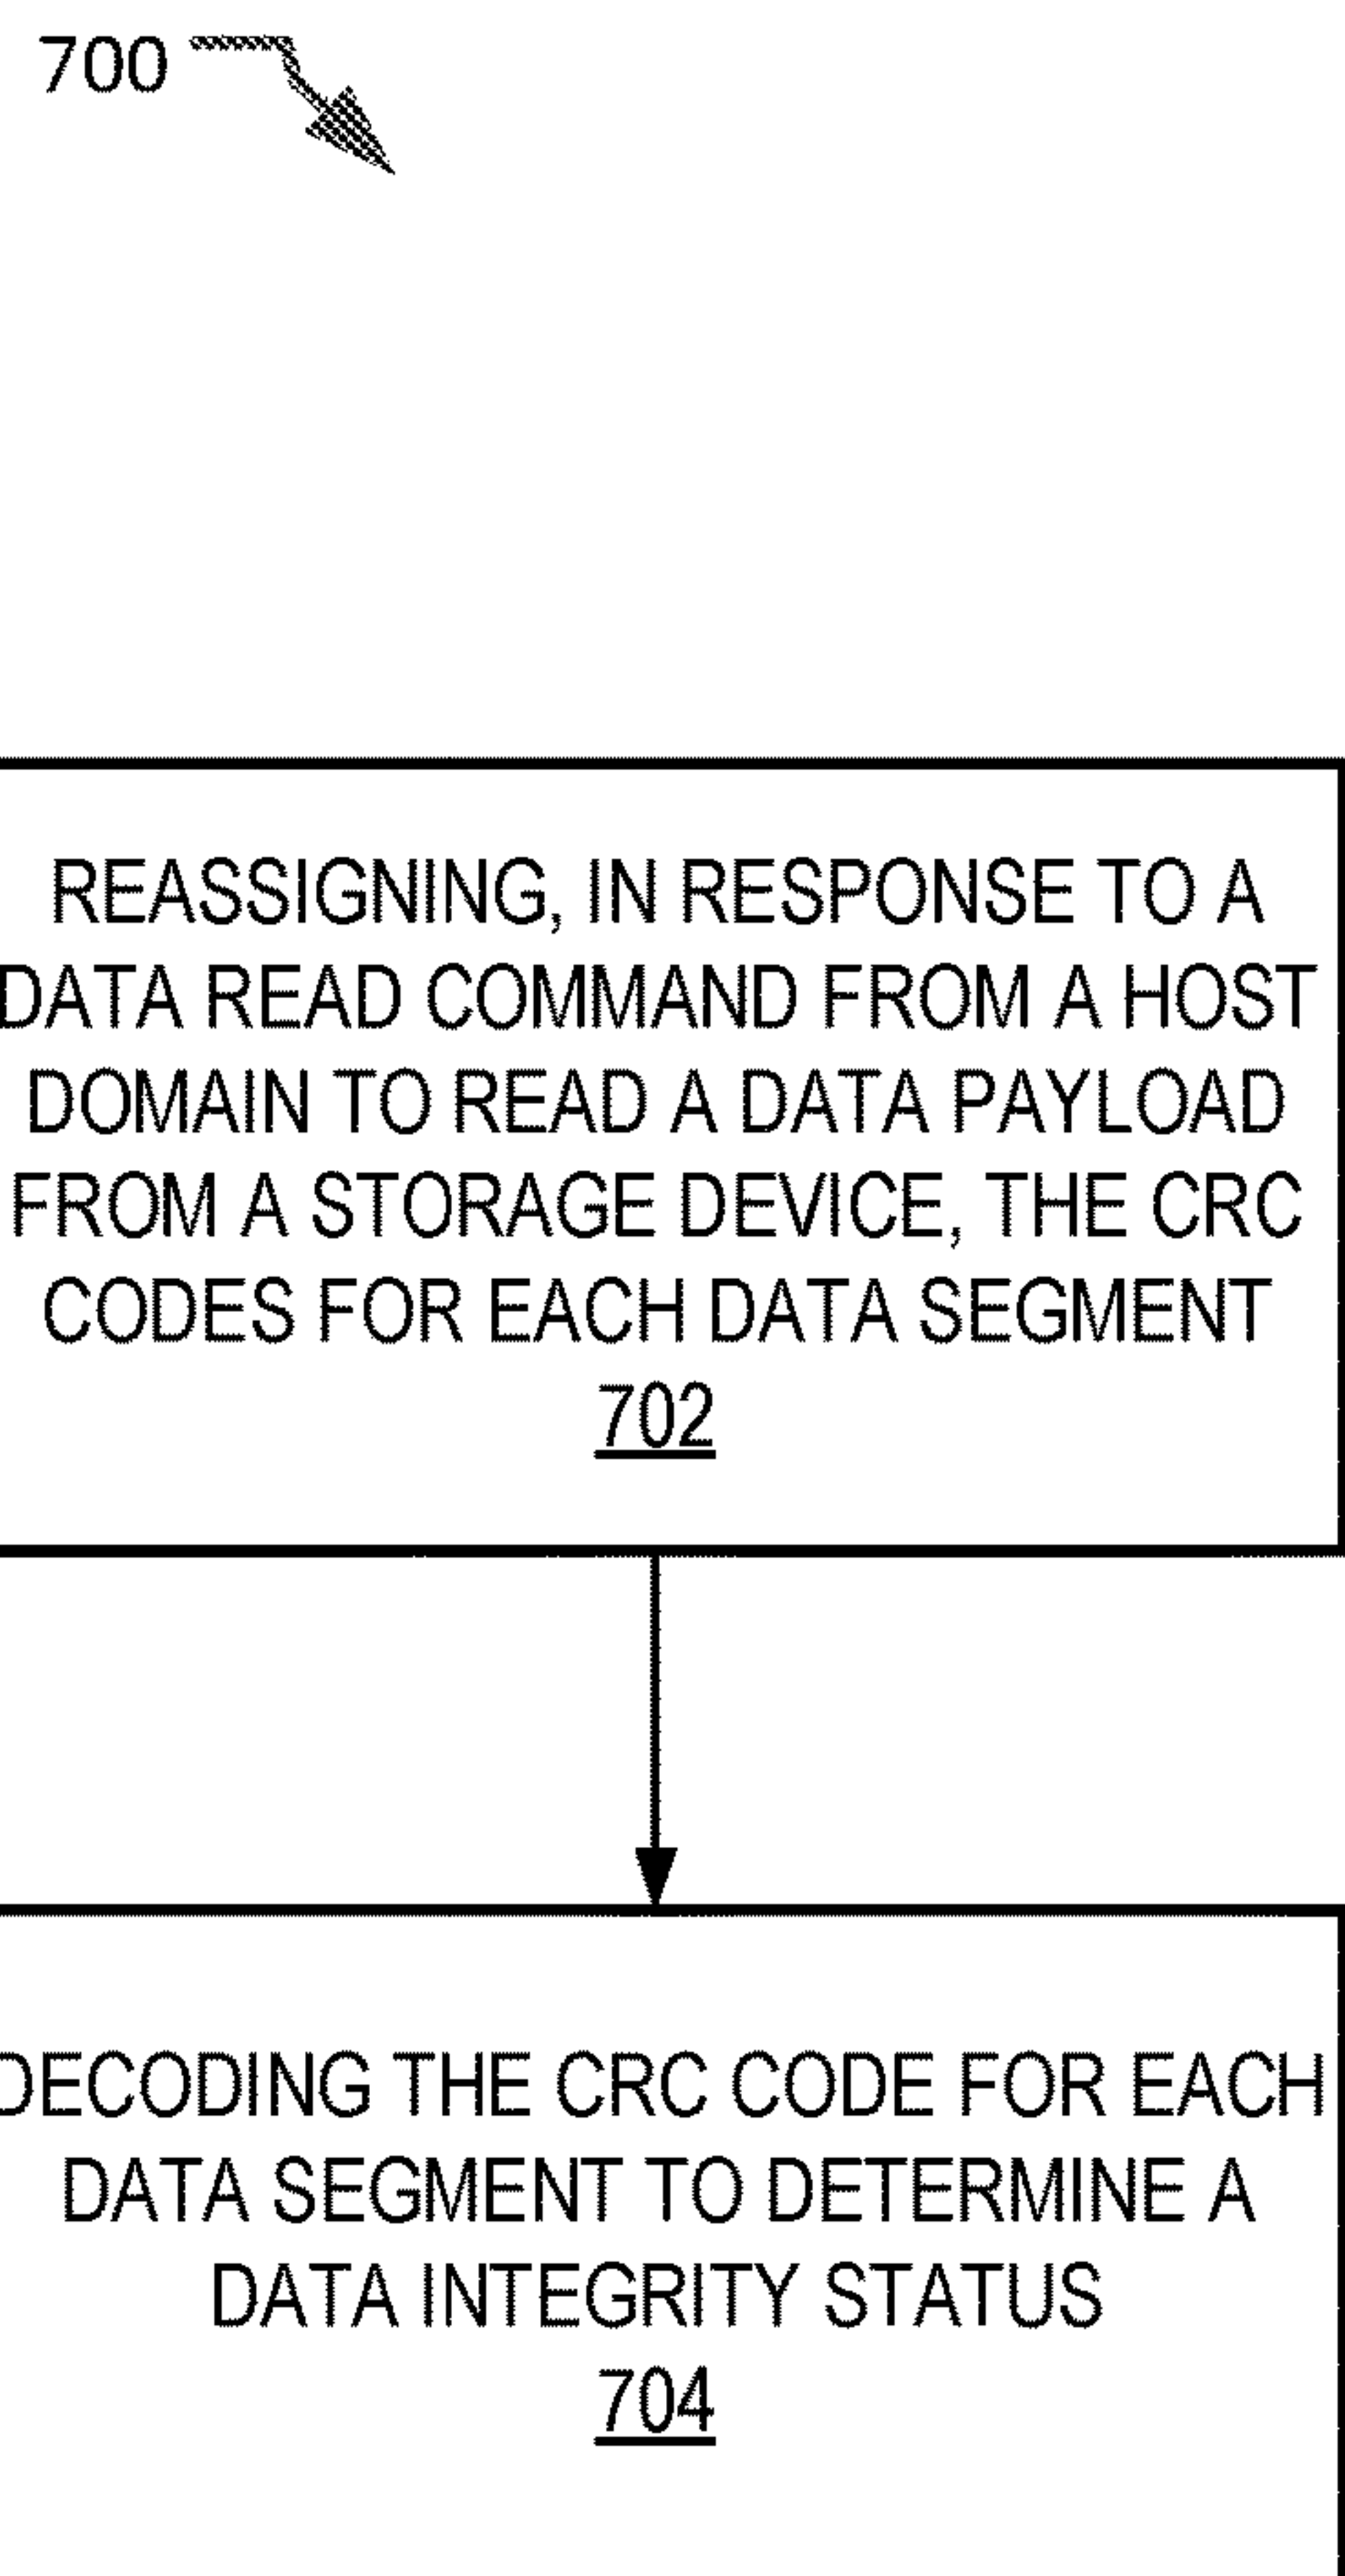 700
REASSIGNING, IN RESPONSE TO A
DATA READ COMMAND FROM A HOST
DOMAIN TO READ A DATA PAYLOAD
FROM A STORAGE DEVICE, THE CRC
CODES FOR EACH DATA SEGMENT
702
DECODING THE CRC CODE FOR EACH
DATA SEGMENT TO DETERMINE A
DATA INTEGRITY STATUS
704